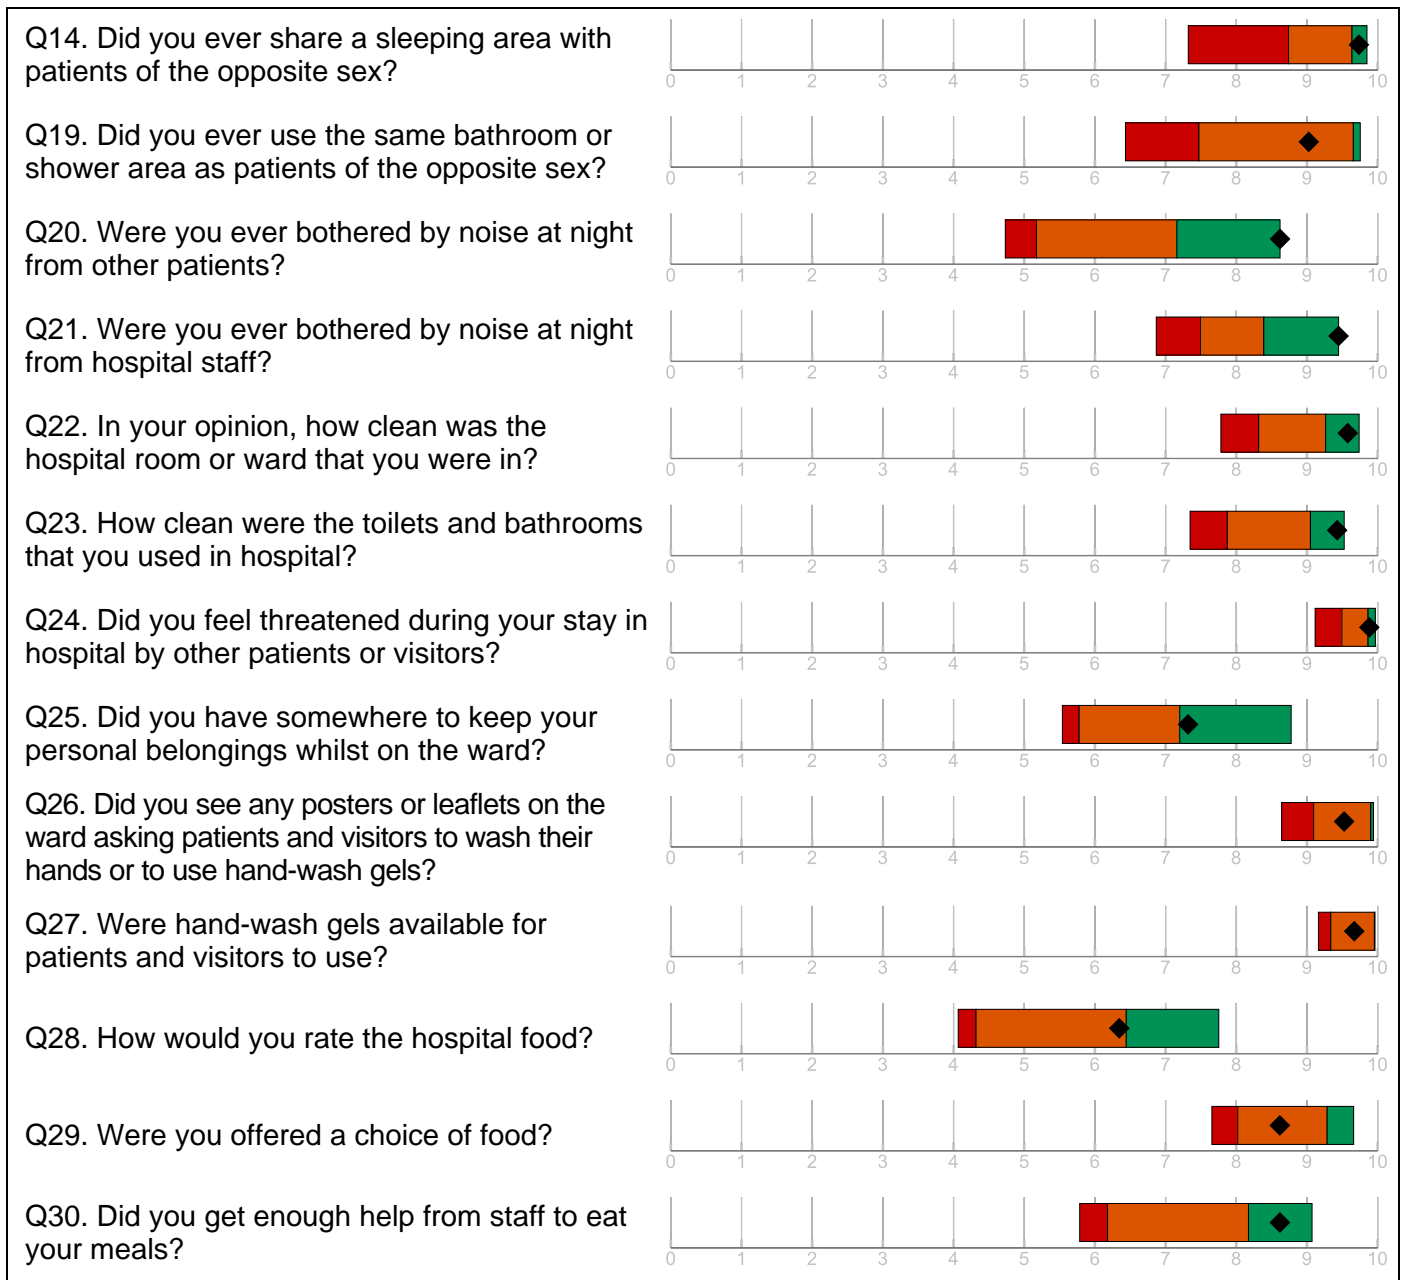 Q14. Did you ever share a sleeping area with
patients of the opposite sex?
0 1 2 3 4 5 6 7 8 9 10
Q19. Did you ever use the same bathroom or
shower area as patients of the opposite sex?
0 1 2 3 4 5 6 7 8 9 10
Q20. Were you ever bothered by noise at night
from other patients?
0 1 2 3 4 5 6 7 8 9 10
Q21. Were you ever bothered by noise at night
from hospital staff?
0 1 2 3 4 5 6 7 8 9 10
Q22. In your opinion, how clean was the
hospital room or ward that you were in?
0 1 2 3 4 5 6 7 8 9 10
Q23. How clean were the toilets and bathrooms
that you used in hospital?
0 1 2 3 4 5 6 7 8 9 10
Q24. Did you feel threatened during your stay in
hospital by other patients or visitors?
0 1 2 3 4 5 6 7 8 9 10
Q25. Did you have somewhere to keep your
personal belongings whilst on the ward?
0 1 2 3 4 5 6 7 8 9 10
Q26. Did you see any posters or leaflets on the
ward asking patients and visitors to wash their
hands or to use hand-wash gels?
0 1 2 3 4 5 6 7 8 9 10
Q27. Were hand-wash gels available for
patients and visitors to use?
0 1 2 3 4 5 6 7 8 9 10
Q28. How would you rate the hospital food?
0 1 2 3 4 5 6 7 8 9 10
Q29. Were you offered a choice of food?
0 1 2 3 4 5 6 7 8 9 10
Q30. Did you get enough help from staff to eat
your meals?
0 1 2 3 4 5 6 7 8 9 10